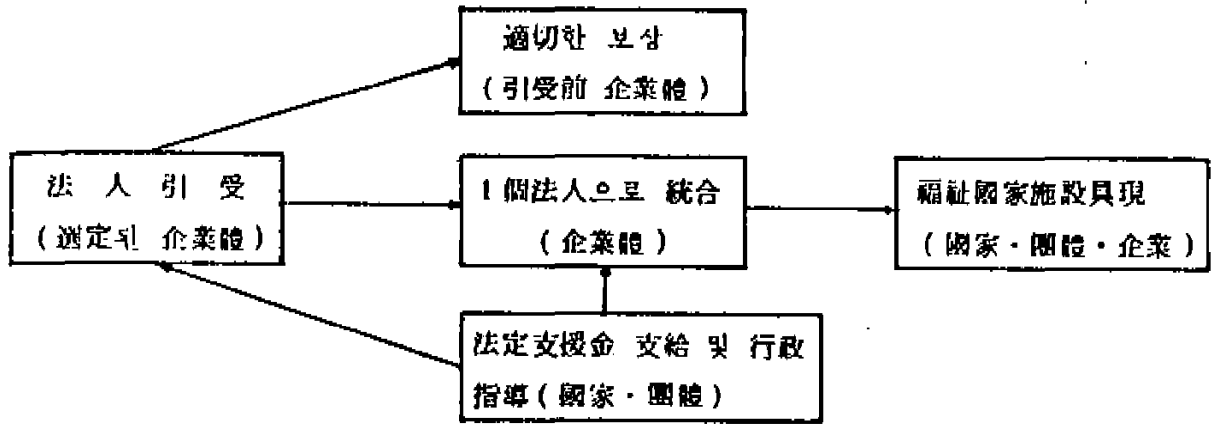 適切한 보상
(引受前 企業體)
法 人 引 受
(選定된 企業體)
1個法人으로 統合
(企業體)
福祉國家施設具現
(國家·團體·企業)
法定支援金 支給 및 行政
指導(國家·團體)